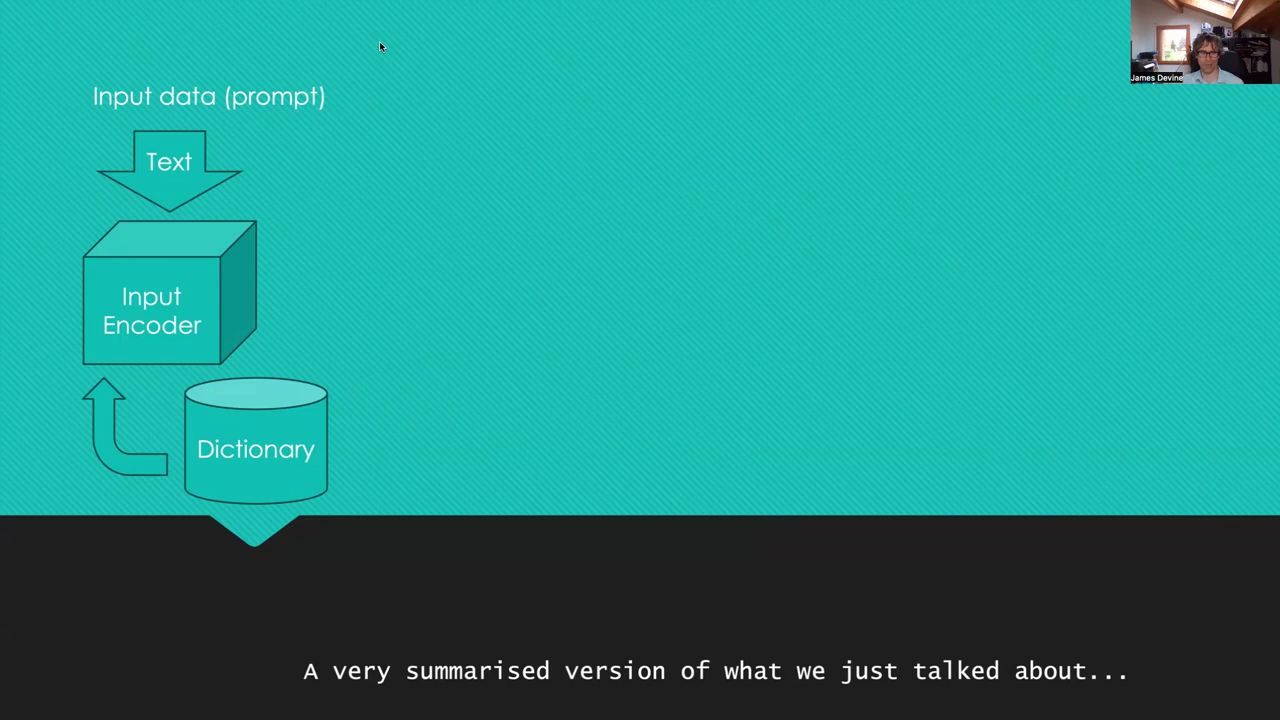 James Devine
Input data (prompt)
Text
Input
Encoder
Dictionary
A very summarised version of what we just talked about...